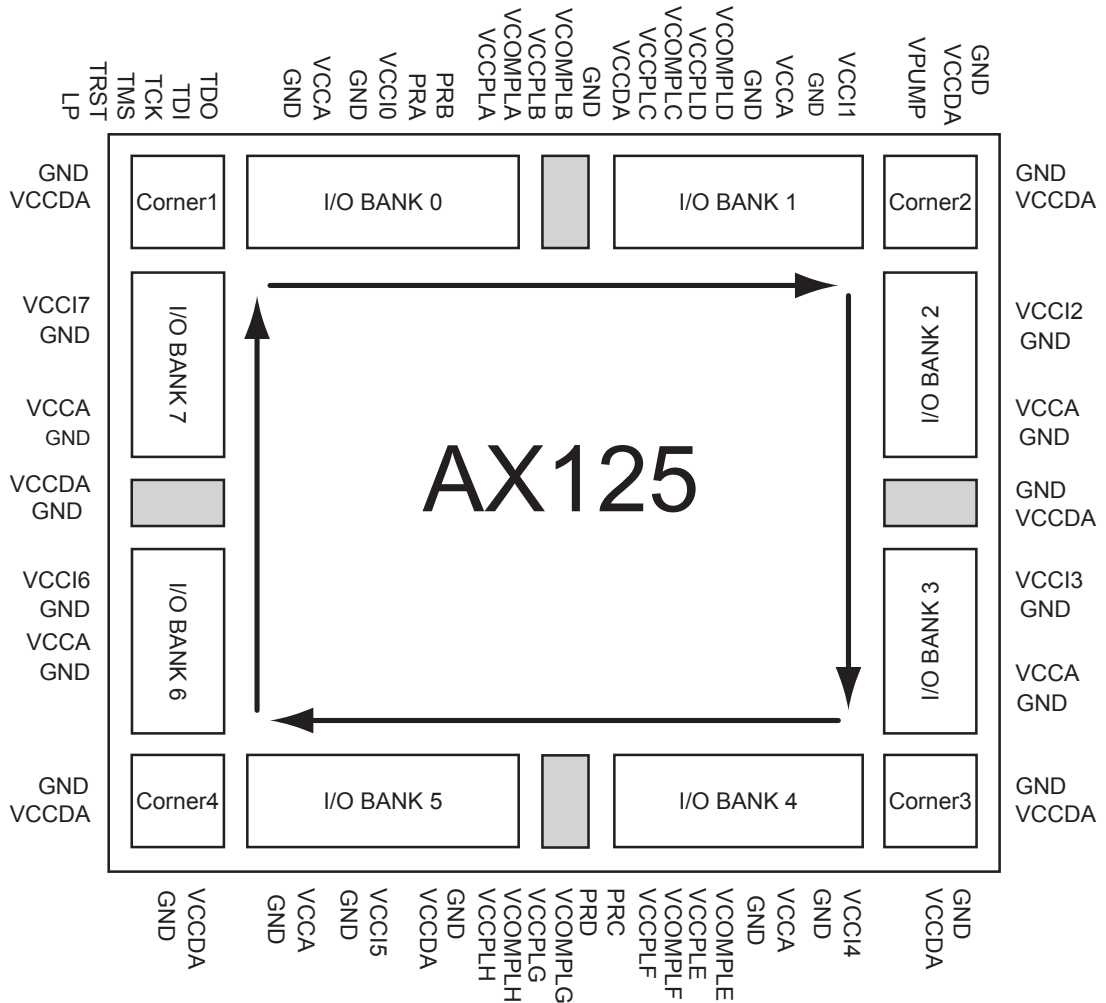 LP
TRST
TMS
TCK
TDI
TDO
GND
VCCA
GND
VCCI0
PRA
PRB
VCCPLA
VCOMPLA
VCCPLB
VCOMPLB
GND
VCCDA
VCCPLC
VCOMPLC
VCCPLD
VCOMPLD
GND
VCCA
GND
VCCI1
VPUMP
VCCDA
GND
GND
VCCDA
Corner1
I/O BANK 0
I/O BANK 1
Corner2
GND
VCCDA
VCCI7
GND
VCCA
GND
I/O BANK 7
I/O BANK 2
VCCI2
GND
VCCA
GND
AX125
VCCDA
GND
GND
VCCDA
VCCI6
GND
VCCA
GND
I/O BANK 6
I/O BANK 3
VCCI3
GND
VCCA
GND
GND
VCCDA
Corner4
I/O BANK 5
I/O BANK 4
Corner3
GND
VCCDA
GND
VCCDA
GND
VCCA
GND
VCCI5
VCCDA
GND
VCCPLH
VCOMPLH
VCCPLG
VCOMPLG
PRD
PRC
VCCPLF
VCOMPLF
VCCPLE
VCOMPLE
GND
VCCA
GND
VCCI4
VCCDA
GND